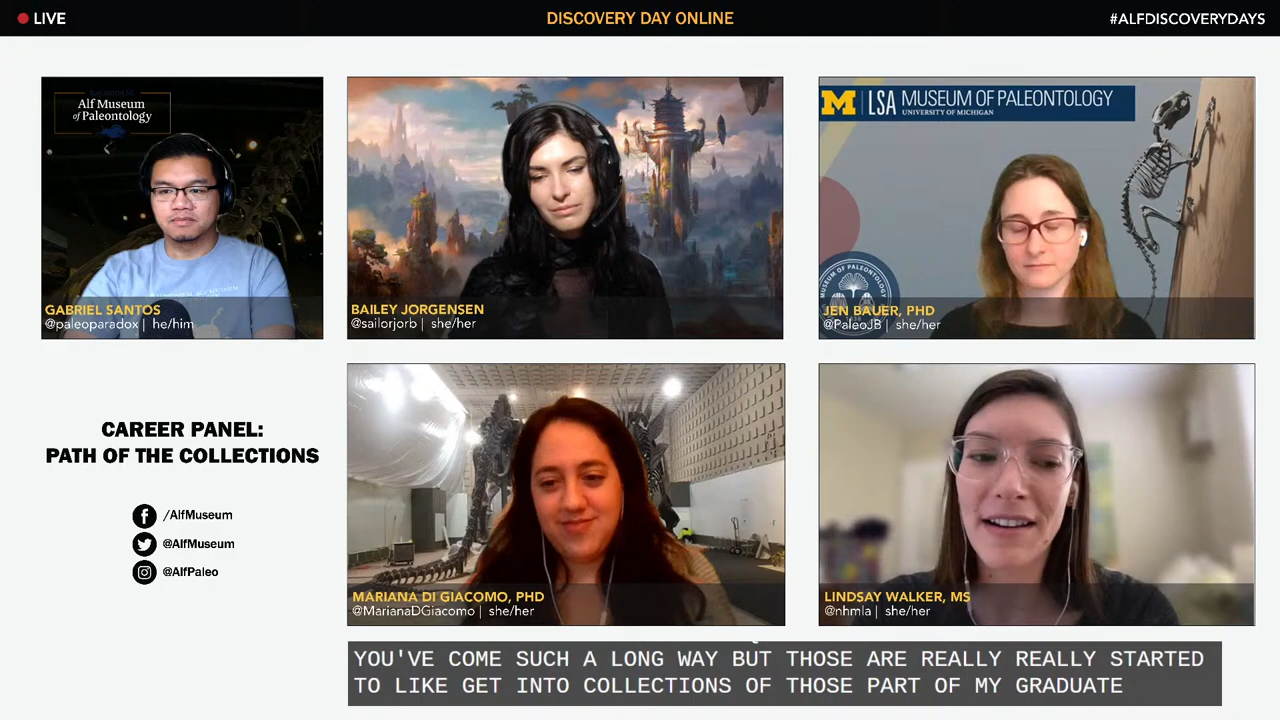 LIVE
DISCOVERY DAY ONLINE
#ALFDISCOVERYDAYS
Alf Museum
of Paleontology
GABRIEL SANTOS
@paleoparadox | he/him
BAILEY JORGENSEN
@sailorjorb | she/her
M | LSA MUSEUM OF PALEONTOLOGY
UNIVERSITY OF MICHIGAN
MUSEUM OF PALEONTOLOGY
JEN BAUER, PHD
@PaleoJB | she/her
CAREER PANEL:
PATH OF THE COLLECTIONS
/AlfMuseum
@AlfMuseum
@AlfPaleo
MARIANA DI GIACOMO, PHD
@MarianaDGiacomo | she/her
LINDSAY WALKER, MS
@nhmla | she/her
YOU'VE COME SUCH A LONG WAY BUT THOSE ARE REALLY REALLY STARTED
TO LIKE GET INTO COLLECTIONS OF THOSE PART OF MY GRADUATE